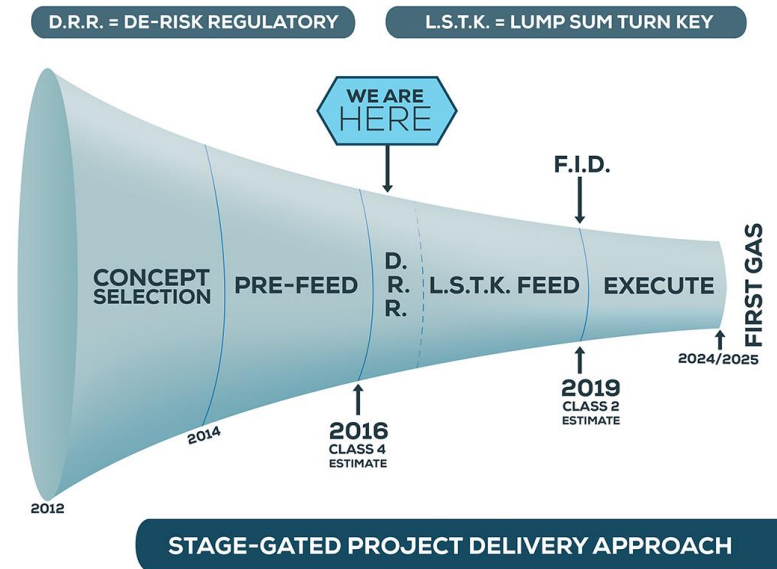 D.R.R. = DE-RISK REGULATORY
L.S.T.K. = LUMP SUM TURN KEY
WE ARE
HERE
F.I.D.
CONCEPT
SELECTION
PRE-FEED
D.
R.
R.
L.S.T.K. FEED
EXECUTE
FIRST GAS
2012
2014
2016
CLASS 4
ESTIMATE
2019
CLASS 2
ESTIMATE
2024/2025
STAGE-GATED PROJECT DELIVERY APPROACH